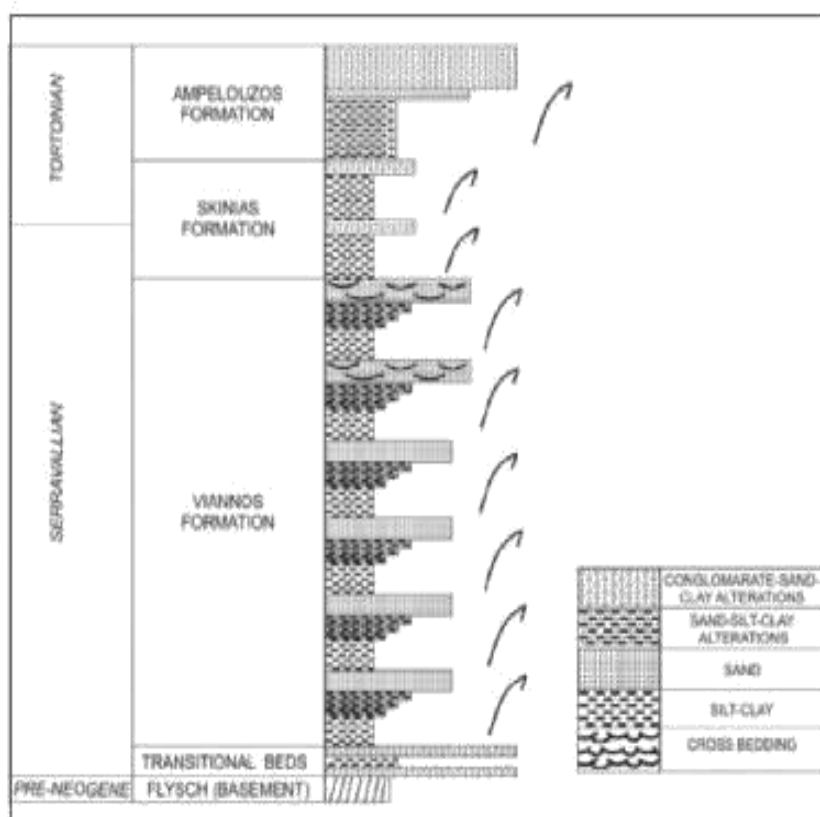 TORTONIAN
AMPELOUZOS
FORMATION
SKINIAS
FORMATION
SERRAVALLIAN
VIANNOS
FORMATION
TRANSITIONAL BEDS
PRE-NEOGENE
FLYSCH (BASEMENT)
CONGLOMARATE-SAND-
CLAY ALTERATIONS
SAND-SILT-CLAY
ALTERATIONS
SAND
SILT-CLAY
CROSS BEDDING